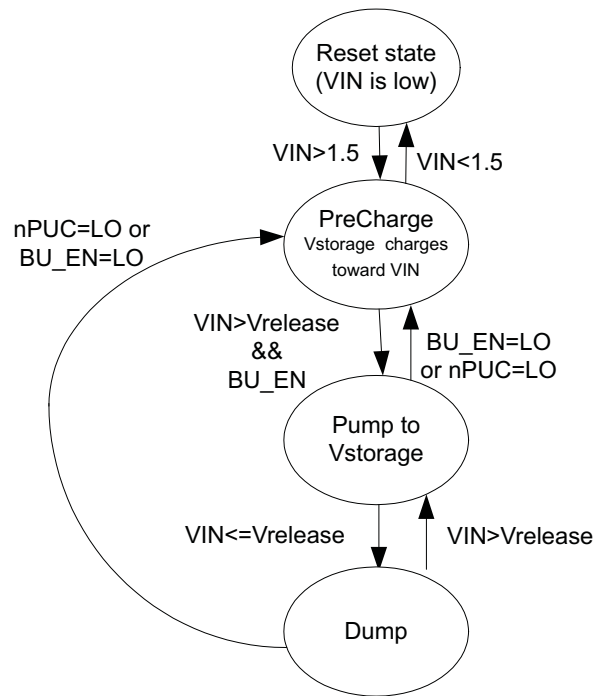 Reset state
(VIN is low)
VIN>1.5
VIN<1.5
PreCharge
Vstorage charges
toward VIN
nPUC=LO or
BU_EN=LO
VIN>Vrelease
&&
BU_EN
BU_EN=LO
or nPUC=LO
Pump to
Vstorage
VIN<=Vrelease
VIN>Vrelease
Dump